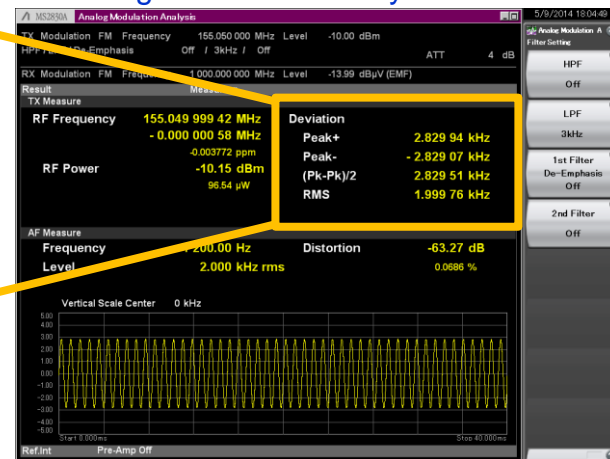 MS2830A Analog Modulation Analysis
5/9/2014 18:04:49
TX Modulation FM Frequency 155.050 000 MHz Level -10.00 dBm
Off / 3kHz / Off
ATT 4 dB
RX Modulation FM Frequency 1 000.000 000 MHz Level -13.99 dBμV (EMF)
Result
TX Measure
RF Frequency 155.049 999 42 MHz
- 0.000 000 58 MHz
-0.003772 ppm
RF Power -10.15 dBm
96.54 μW
Deviation
Peak+ 2.829 94 kHz
Peak- - 2.829 07 kHz
(Pk-Pk)/2 2.829 51 kHz
RMS 1.999 76 kHz
AF Measure
Frequency 200.00 Hz Distortion -63.27 dB
Level 2.000 kHz rms 0.0686 %
Vertical Scale Center 0 kHz
5.00
4.00
3.00
2.00
1.00
0.00
-1.00
-2.00
-3.00
-4.00
-5.00
Start 0.000ms
Stop 40.000ms
Ref.Int Pre-Amp Off
Analog Modulation A
Filter Setting
HPF
Off
LPF
3kHz
1st Filter
De-Emphasis
Off
2nd Filter
Off